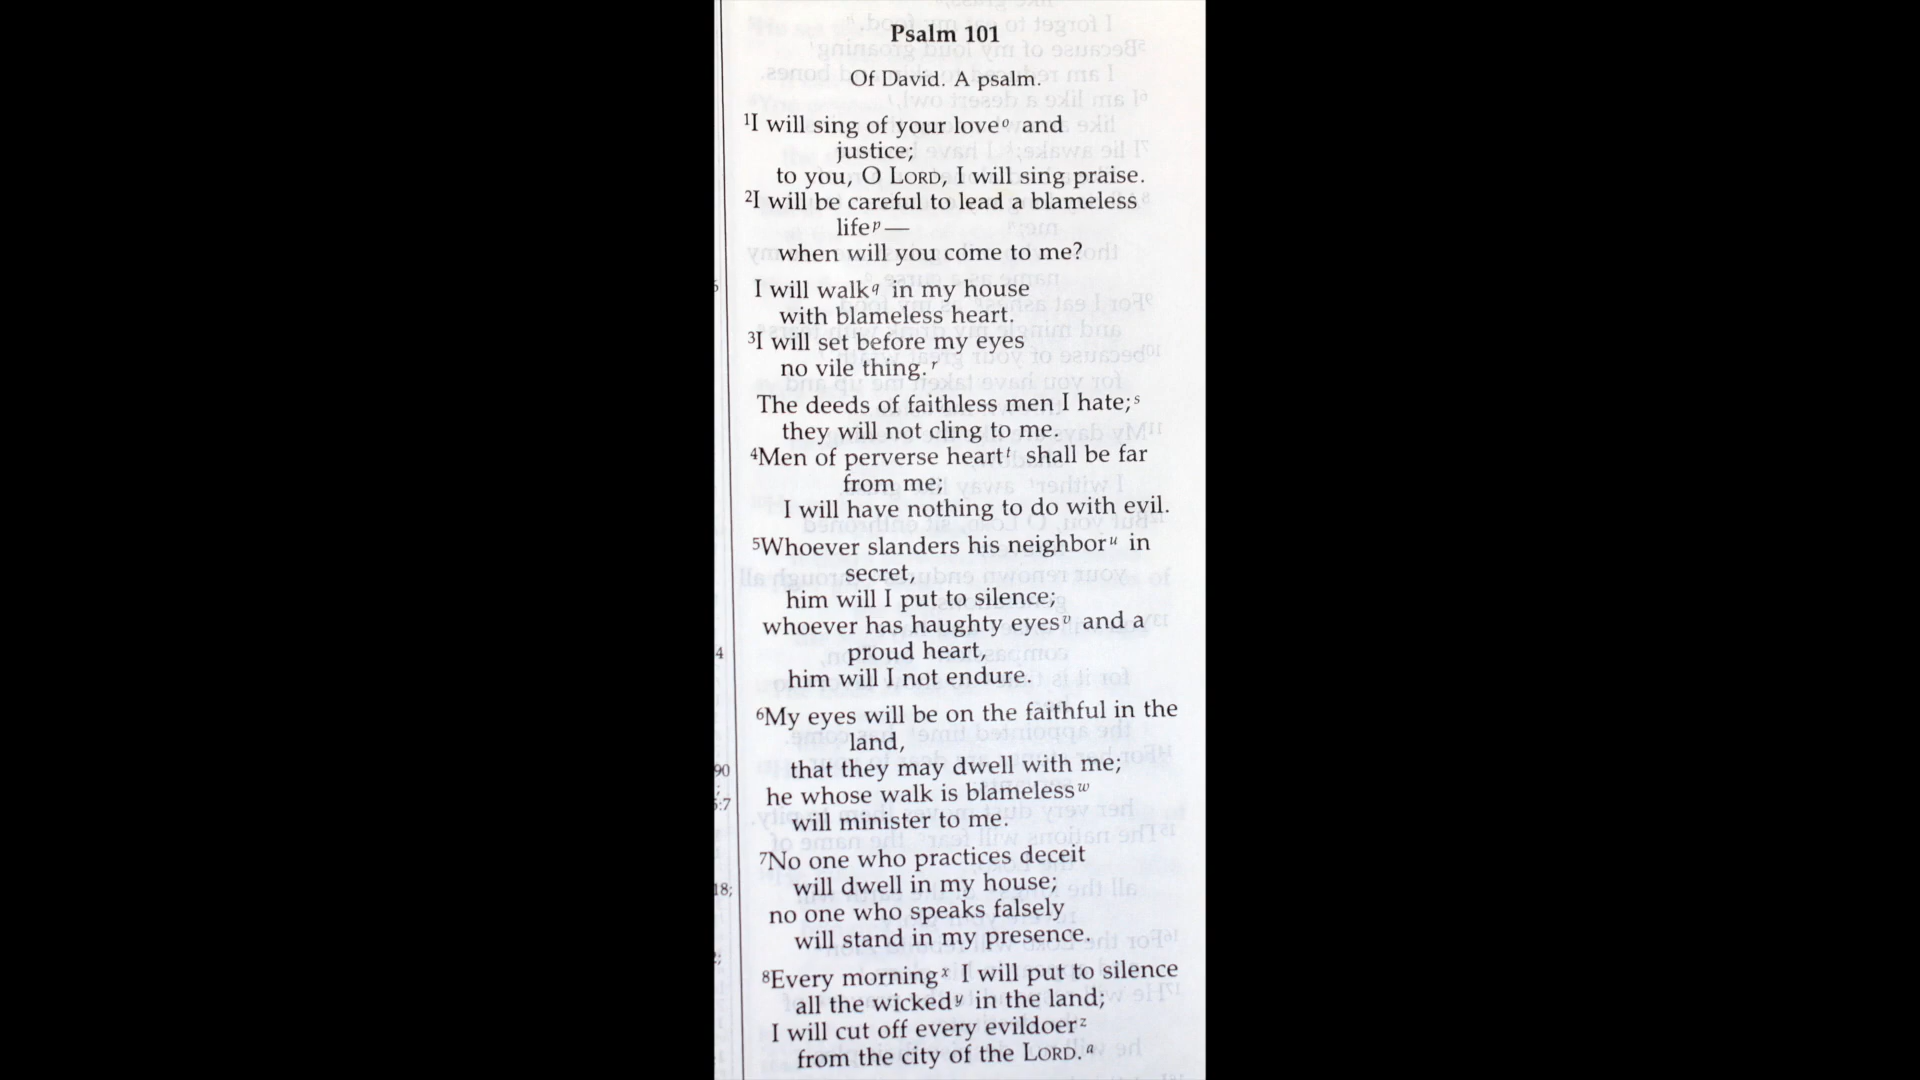 Psalm 101
Of David. A psalm.
¹I will sing of your loveᵒ and
justice;
to you, O LORD, I will sing praise.
²I will be careful to lead a blameless
lifeᵖ—
when will you come to me?
I will walk^q in my house
with blameless heart.
³I will set before my eyes
no vile thing.ʳ
The deeds of faithless men I hate;ˢ
they will not cling to me.
⁴Men of perverse heartᵗ shall be far
from me;
I will have nothing to do with evil.
⁵Whoever slanders his neighborᵘ in
secret,
him will I put to silence;
whoever has haughty eyesᵛ and a
proud heart,
him will I not endure.
⁶My eyes will be on the faithful in the
land,
that they may dwell with me;
he whose walk is blamelessʷ
will minister to me.
⁷No one who practices deceit
will dwell in my house;
no one who speaks falsely
will stand in my presence.
⁸Every morningˣ I will put to silence
all the wickedʸ in the land;
I will cut off every evildoerᶻ
from the city of the LORD.ᵃ
4
90
5:7
18;